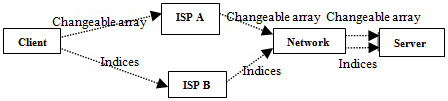 ISP A
Changeable array
Changeable array
Changeable array
Client
Network
Server
Indices
Indices
Indices
ISP B